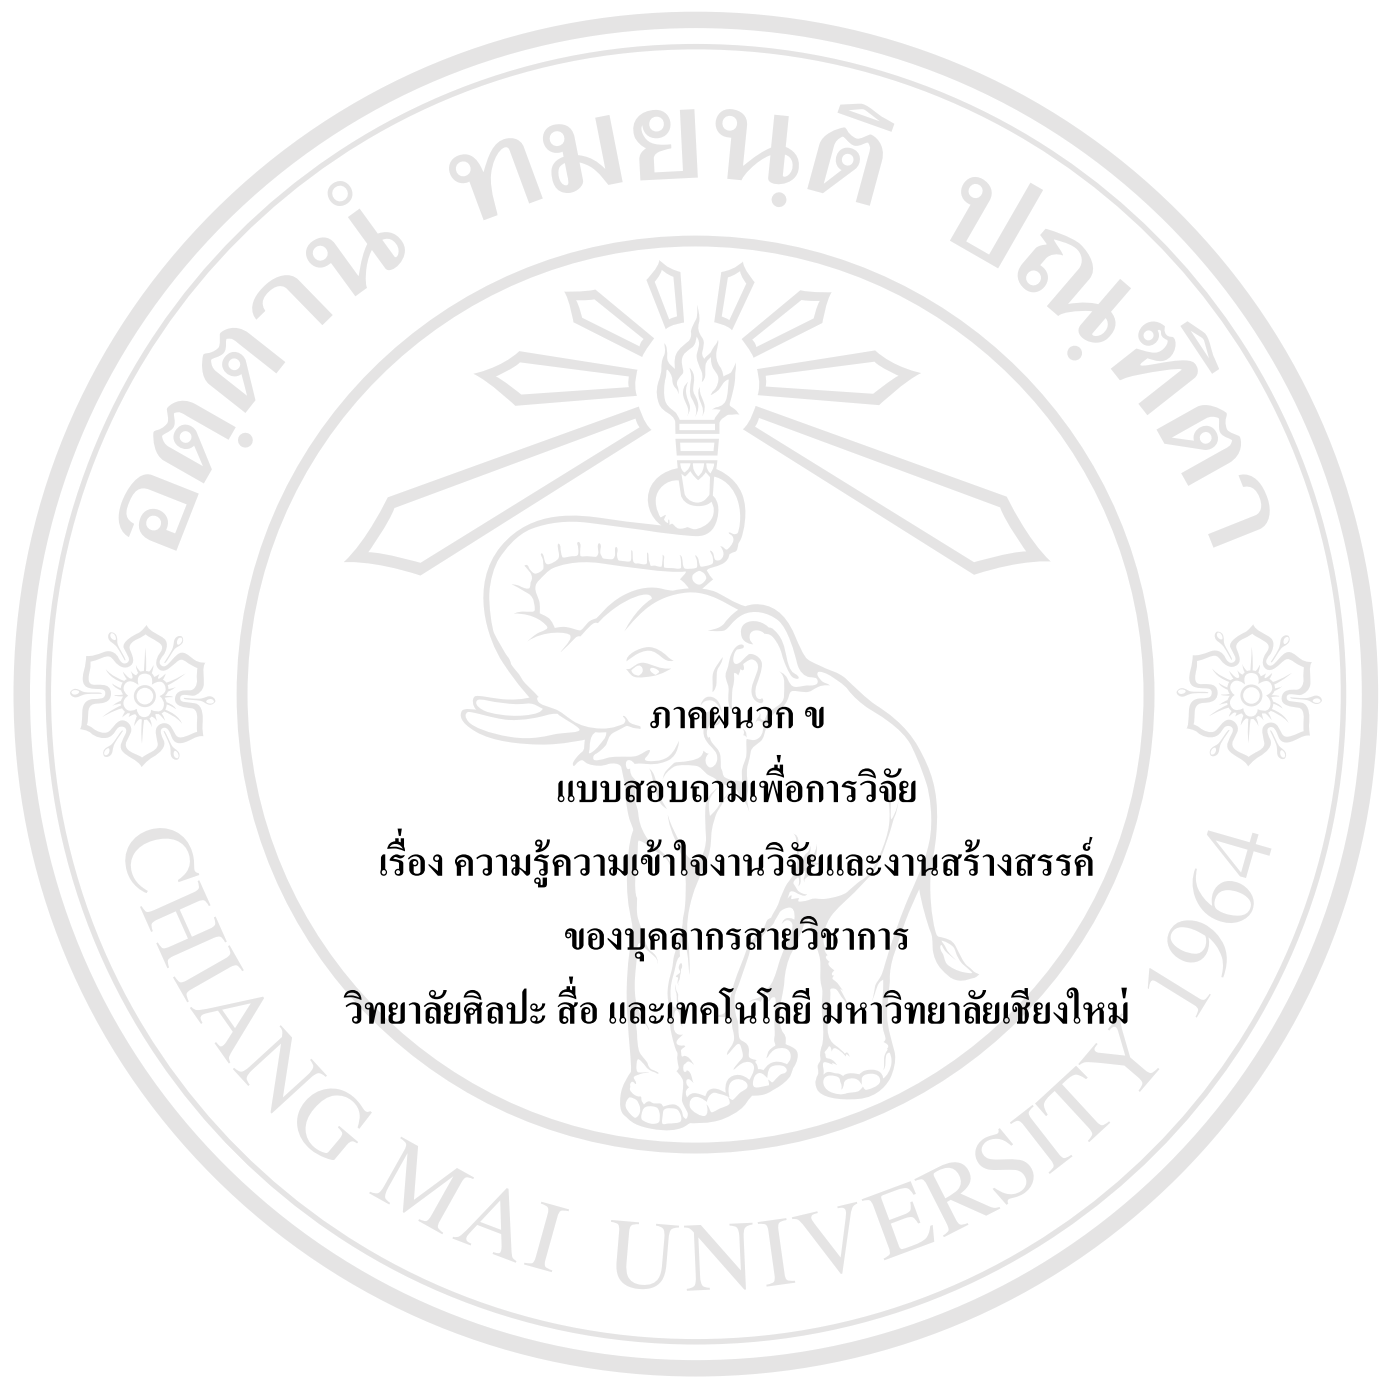 อตฺตานํ ทมยนฺติ ปณฺฑิตา
ภาคผนวก ข
แบบสอบถามเพื่อการวิจัย
เรื่อง ความรู้ความเข้าใจงานวิจัยและงานสร้างสรรค์
ของบุคลากรสายวิชาการ
วิทยาลัยศิลปะ สื่อ และเทคโนโลยี มหาวิทยาลัยเชียงใหม่
CHIANG MAI UNIVERSITY 1964